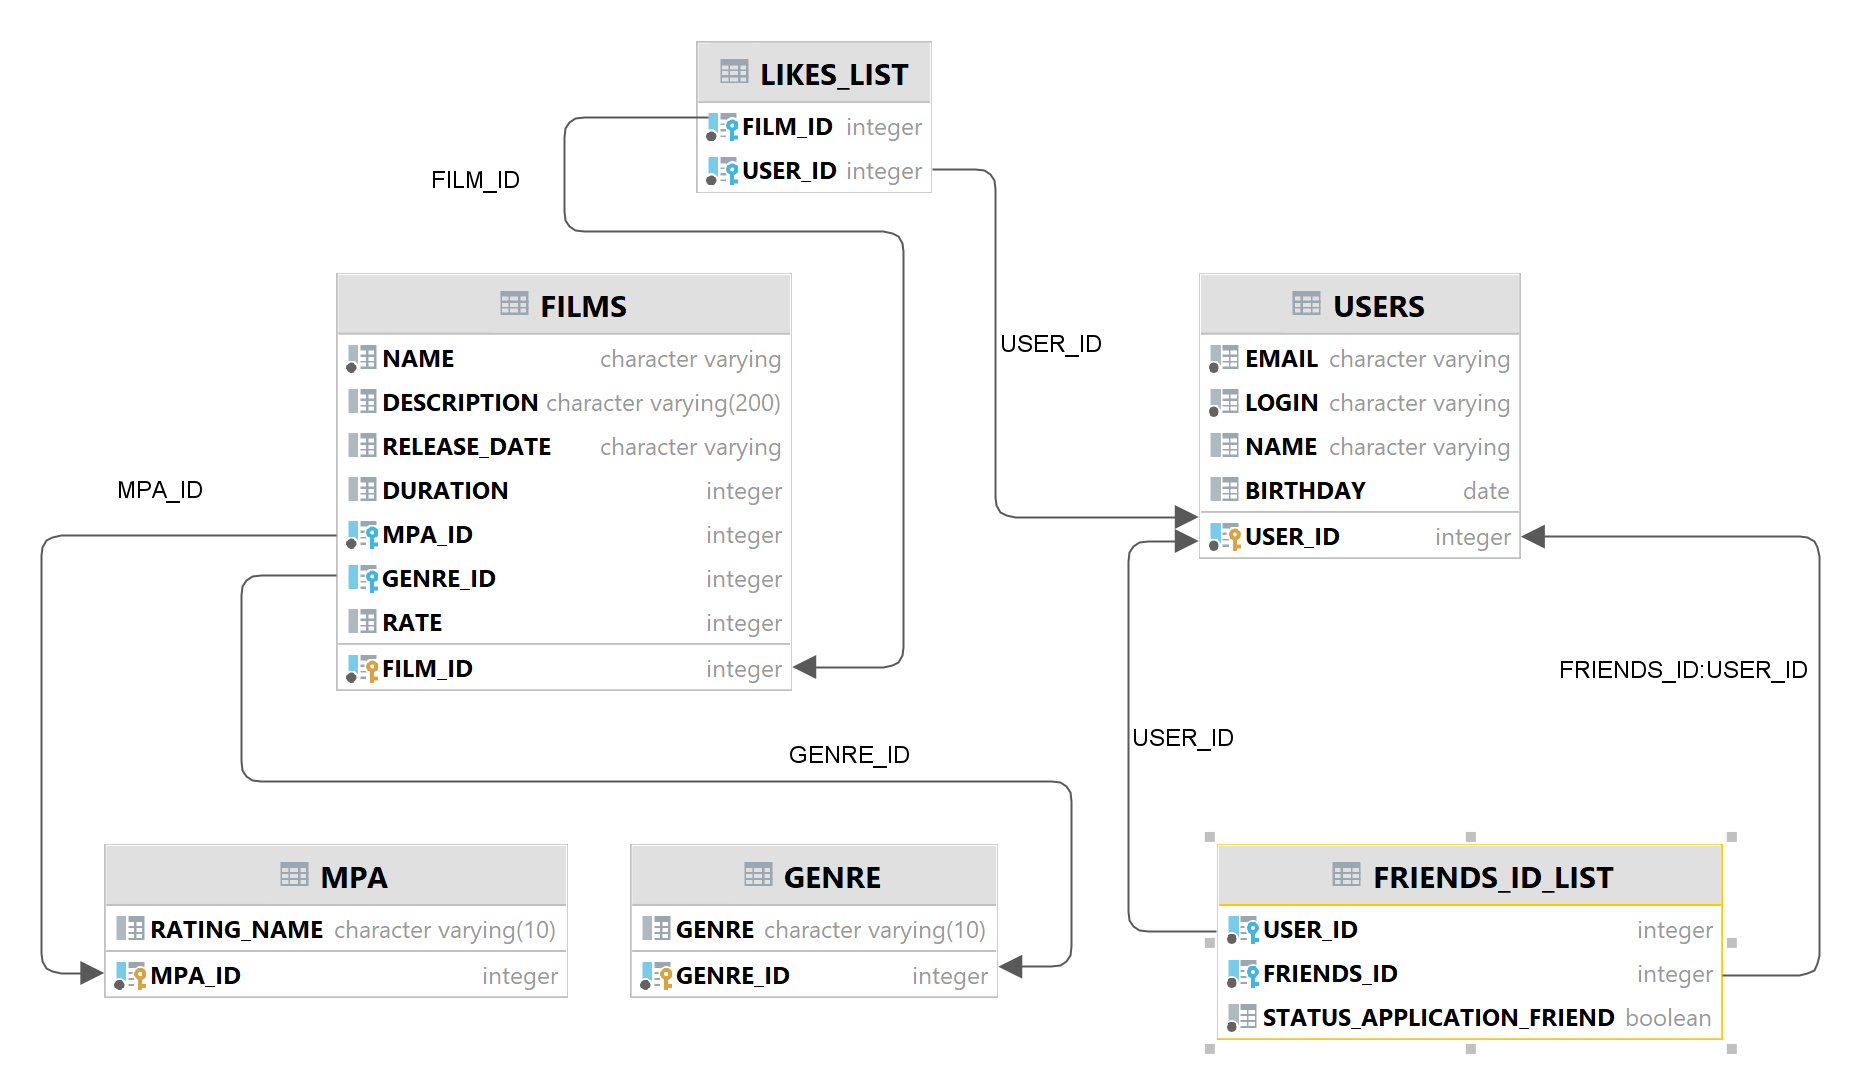 LIKES_LIST
FILM_ID integer
USER_ID integer
FILM_ID
FILMS
NAME character varying
DESCRIPTION character varying(200)
RELEASE_DATE character varying
DURATION integer
MPA_ID integer
GENRE_ID integer
RATE integer
FILM_ID integer
USER_ID
USERS
EMAIL character varying
LOGIN character varying
NAME character varying
BIRTHDAY date
USER_ID integer
MPA_ID
GENRE_ID
USER_ID
FRIENDS_ID:USER_ID
MPA
RATING_NAME character varying(10)
MPA_ID integer
GENRE
GENRE character varying(10)
GENRE_ID integer
FRIENDS_ID_LIST
USER_ID integer
FRIENDS_ID integer
STATUS_APPLICATION_FRIEND boolean